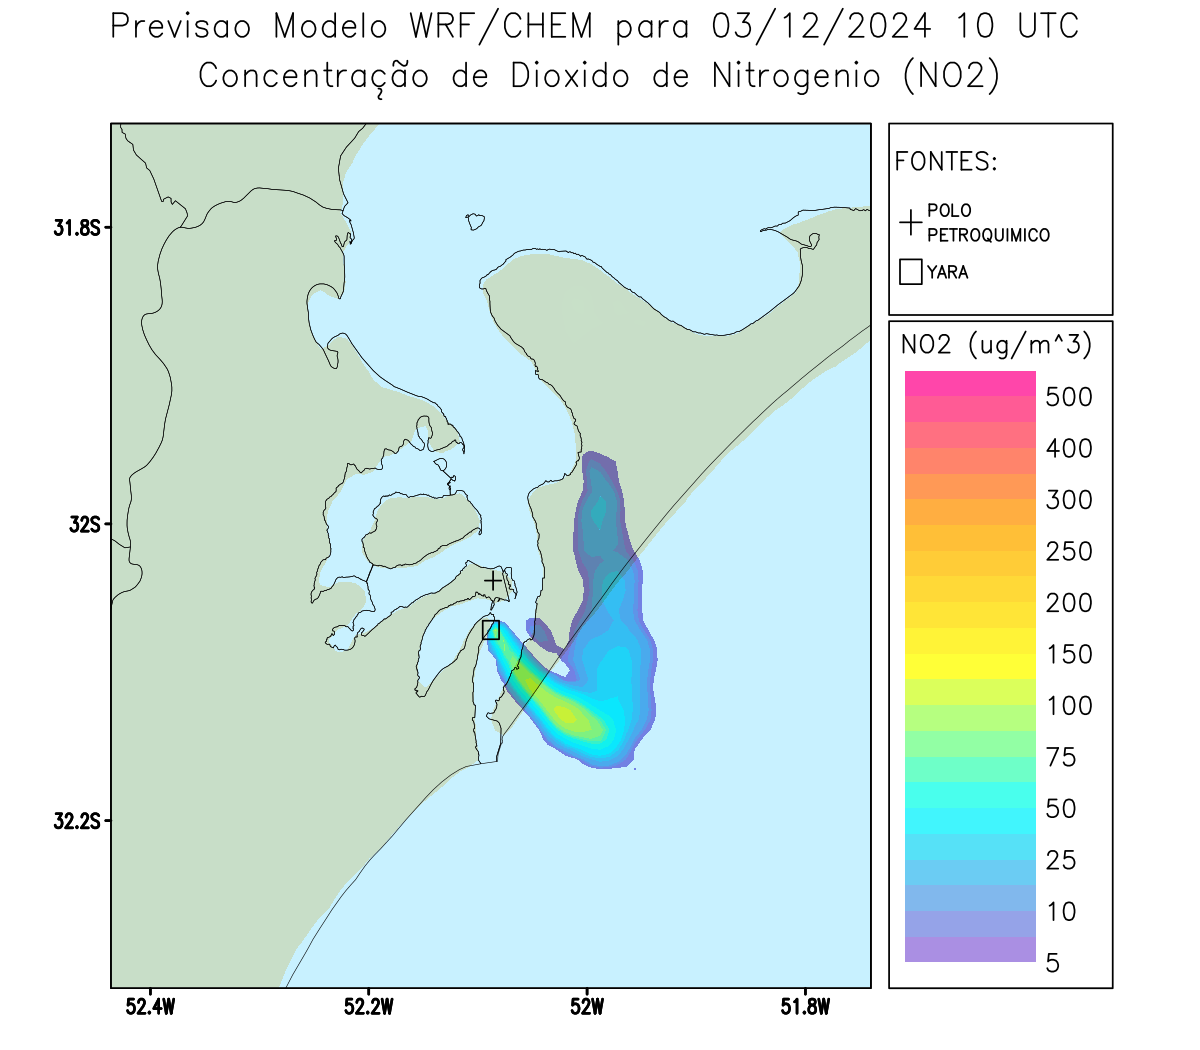 Previsao Modelo WRF/CHEM para 03/12/2024 10 UTC
Concentração de Dioxido de Nitrogenio (NO2)
FONTES:
POLO
PETROQUIMICO
YARA
NO2 (ug/m^3)
500
400
300
250
200
150
100
75
50
25
10
5
31.8S
32S
32.2S
52.4W
52.2W
52W
51.8W